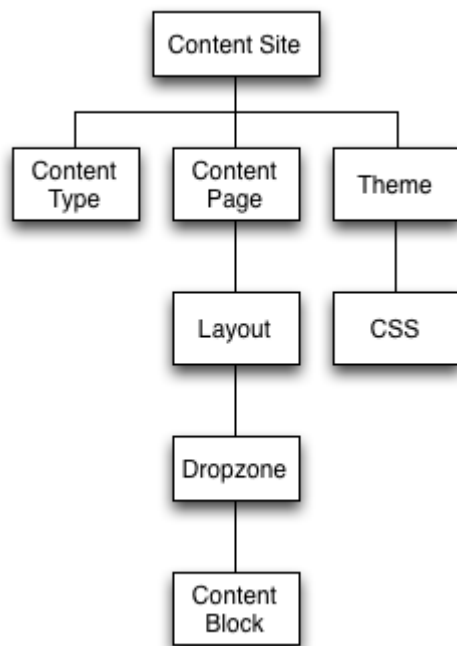 Content Site
Content
Type
Content
Page
Theme
Layout
CSS
Dropzone
Content
Block